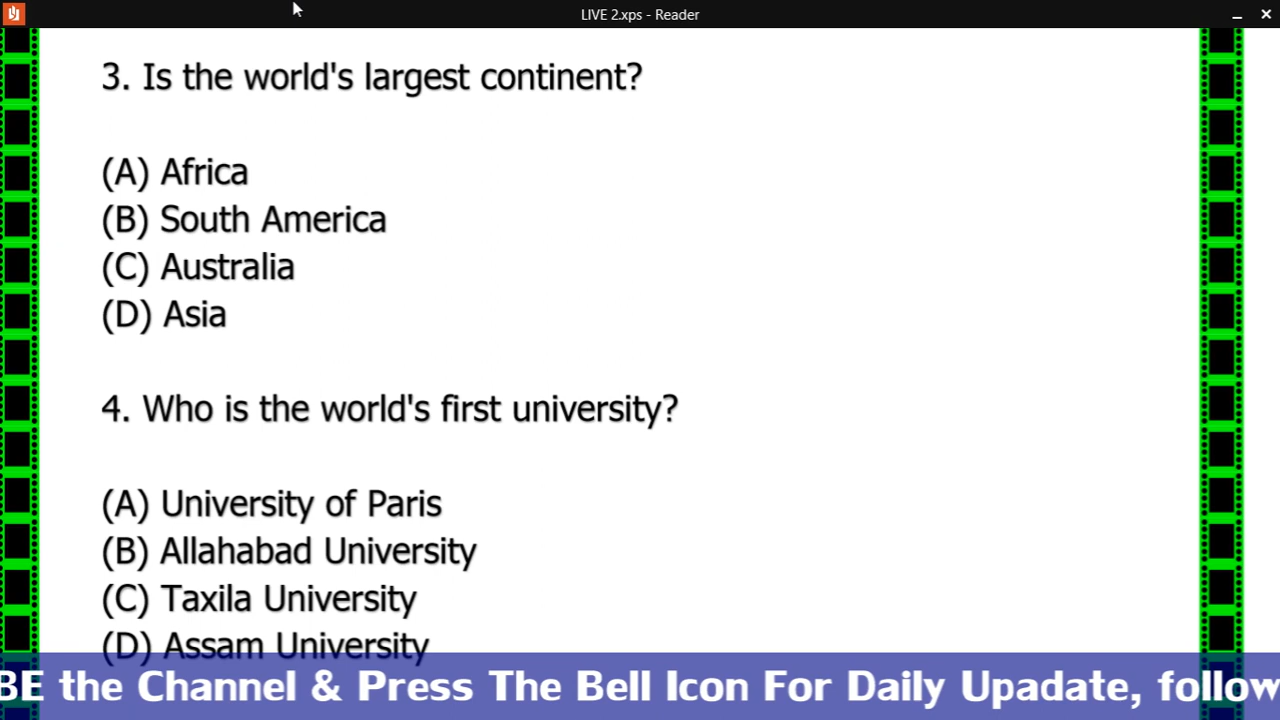 LIVE 2.xps - Reader
3. Is the world's largest continent?
(A) Africa
(B) South America
(C) Australia
(D) Asia
4. Who is the world's first university?
(A) University of Paris
(B) Allahabad University
(C) Taxila University
(D) Assam University
BE the Channel & Press The Bell Icon For Daily Upadate, follow